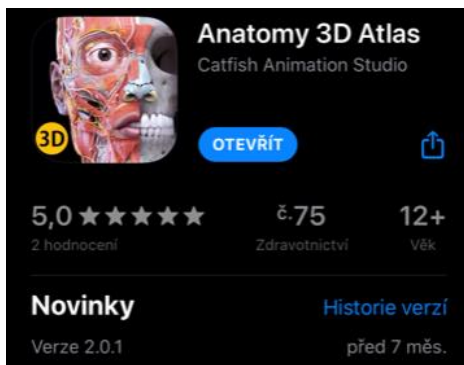 Anatomy 3D Atlas
Catfish Animation Studio
3D
OTEVŘÍT
5,0 ★★★★★ č.75 12+
2 hodnocení Zdravotnictví Věk
Novinky Historie verzí
Verze 2.0.1 před 7 měs.